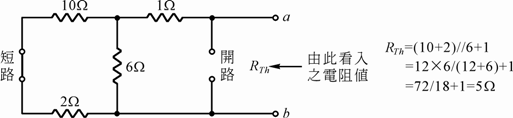 10Ω
1Ω
a
短路
6Ω
開路
R_Th
由此看入
之電阻值
2Ω
b
R_Th=(10+2)//6+1
=12×6/(12+6)+1
=72/18+1=5Ω